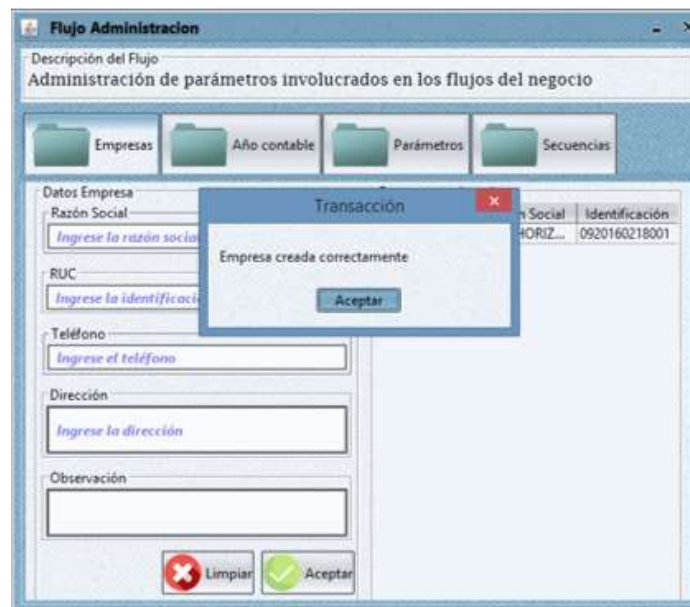 Flujo Administracion
Descripción del Flujo
Administración de parámetros involucrados en los flujos del negocio
Empresas Año contable Parámetros Secuencias
Datos Empresa
Razón Social
Ingrese la razón social
RUC
Ingrese la
Teléfono
Ingrese el teléfono
Dirección
Ingrese la dirección
Observación
Limpiar Aceptar
Transacción
Empresa creada correctamente
Aceptar
Social Identificación
HORIZ... 0920160218001